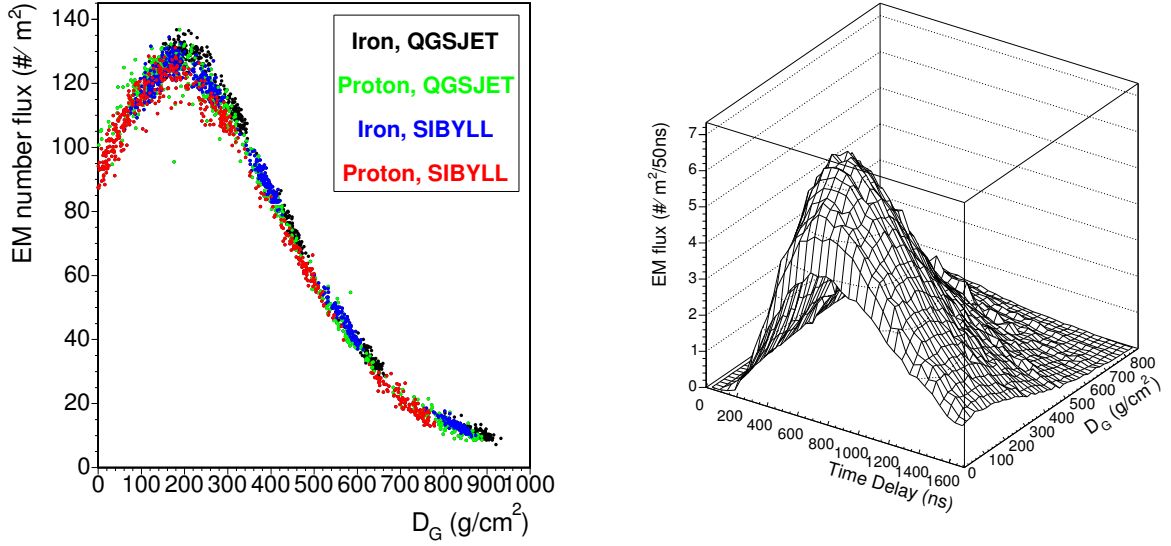 EM number flux (#/ m²)
140
120
100
80
60
40
20
0
0 100 200 300 400 500 600 700 800 900 1000
D_G (g/cm²)
Iron, QGSJET
Proton, QGSJET
Iron, SIBYLL
Proton, SIBYLL
EM flux (#/ m²/50ns)
7
6
5
4
3
2
1
0
0 200 400 600 800 1000 1200 1400 1600
Time Delay (ns)
0 100 200 300 400 500 600 700 800
D_G (g/cm²)